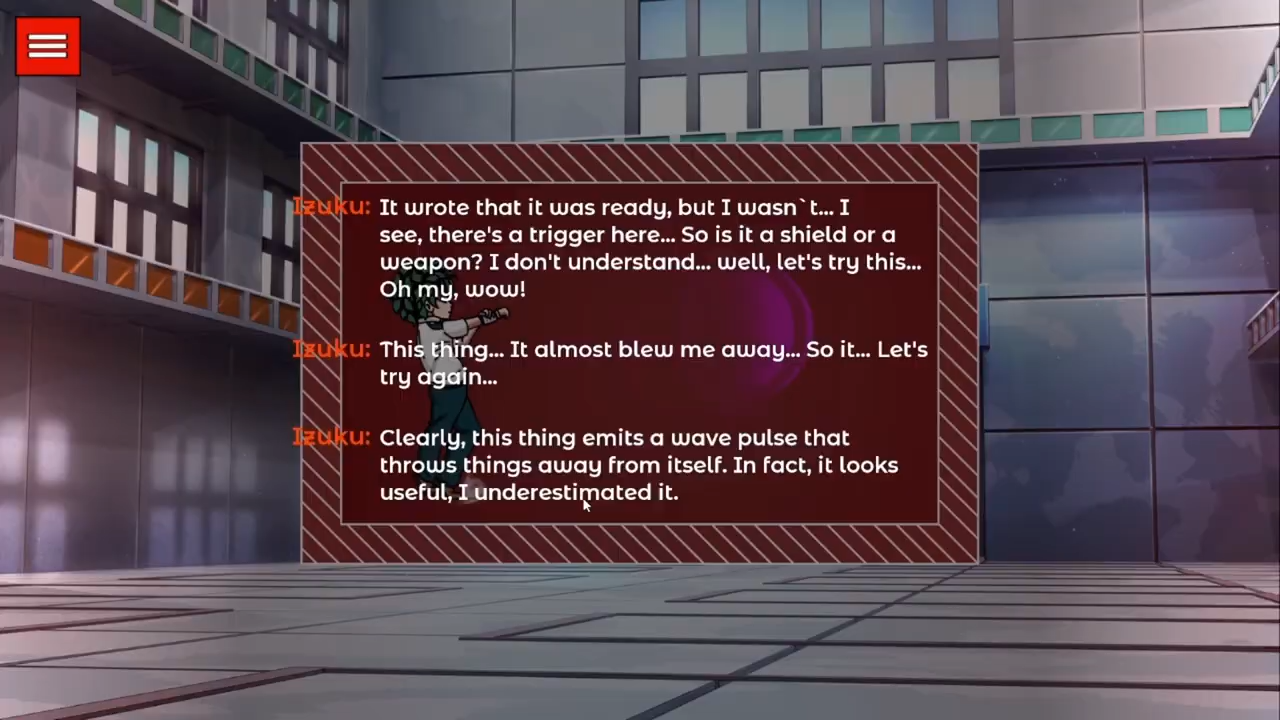 Izuku: It wrote that it was ready, but I wasn`t... I
see, there's a trigger here... So is it a shield or a
weapon? I don't understand... well, let's try this...
Oh my, wow!
Izuku: This thing... It almost blew me away... So it... Let's
try again...
Izuku: Clearly, this thing emits a wave pulse that
throws things away from itself. In fact, it looks
useful, I underestimated it.